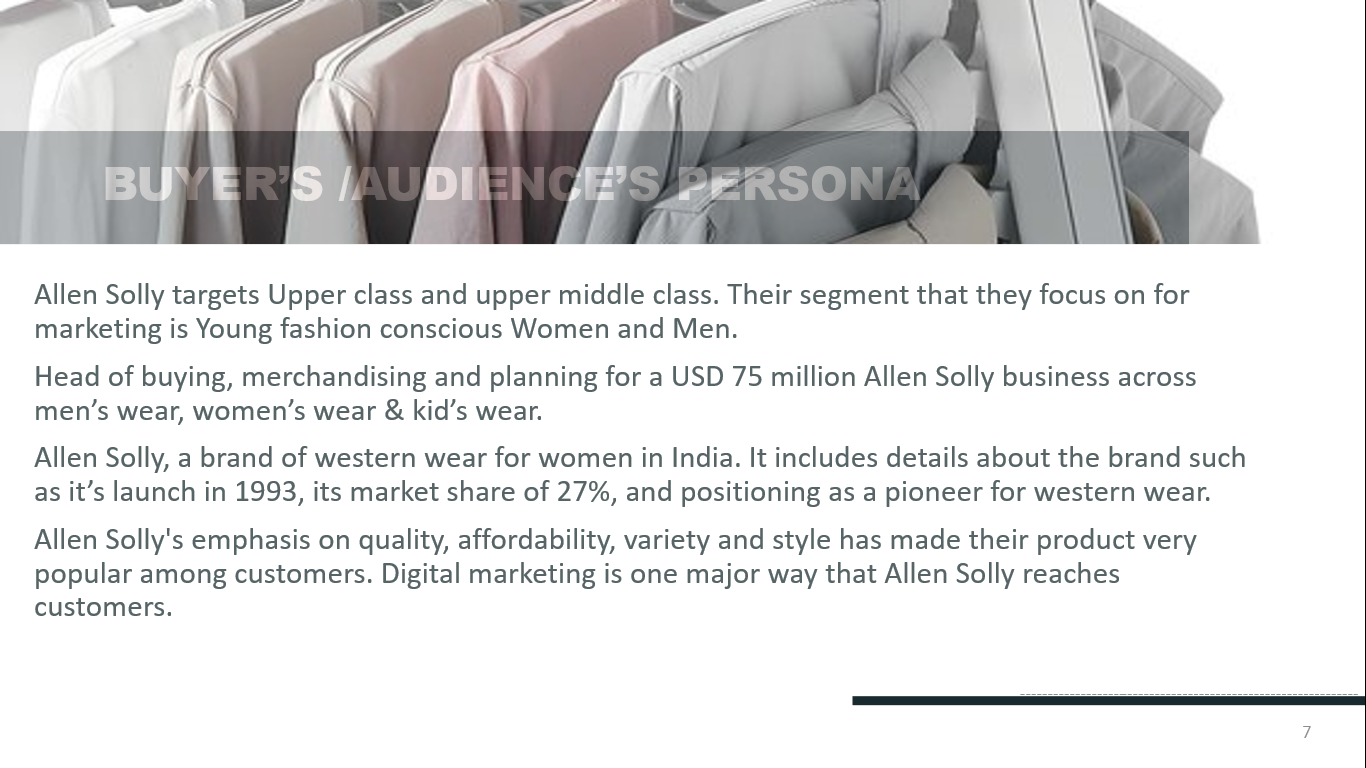 BUYER’S /AUDIENCE’S PERSONA
Allen Solly targets Upper class and upper middle class. Their segment that they focus on for
marketing is Young fashion conscious Women and Men.
Head of buying, merchandising and planning for a USD 75 million Allen Solly business across
men’s wear, women’s wear & kid’s wear.
Allen Solly, a brand of western wear for women in India. It includes details about the brand such
as it’s launch in 1993, its market share of 27%, and positioning as a pioneer for western wear.
Allen Solly's emphasis on quality, affordability, variety and style has made their product very
popular among customers. Digital marketing is one major way that Allen Solly reaches
customers.
7